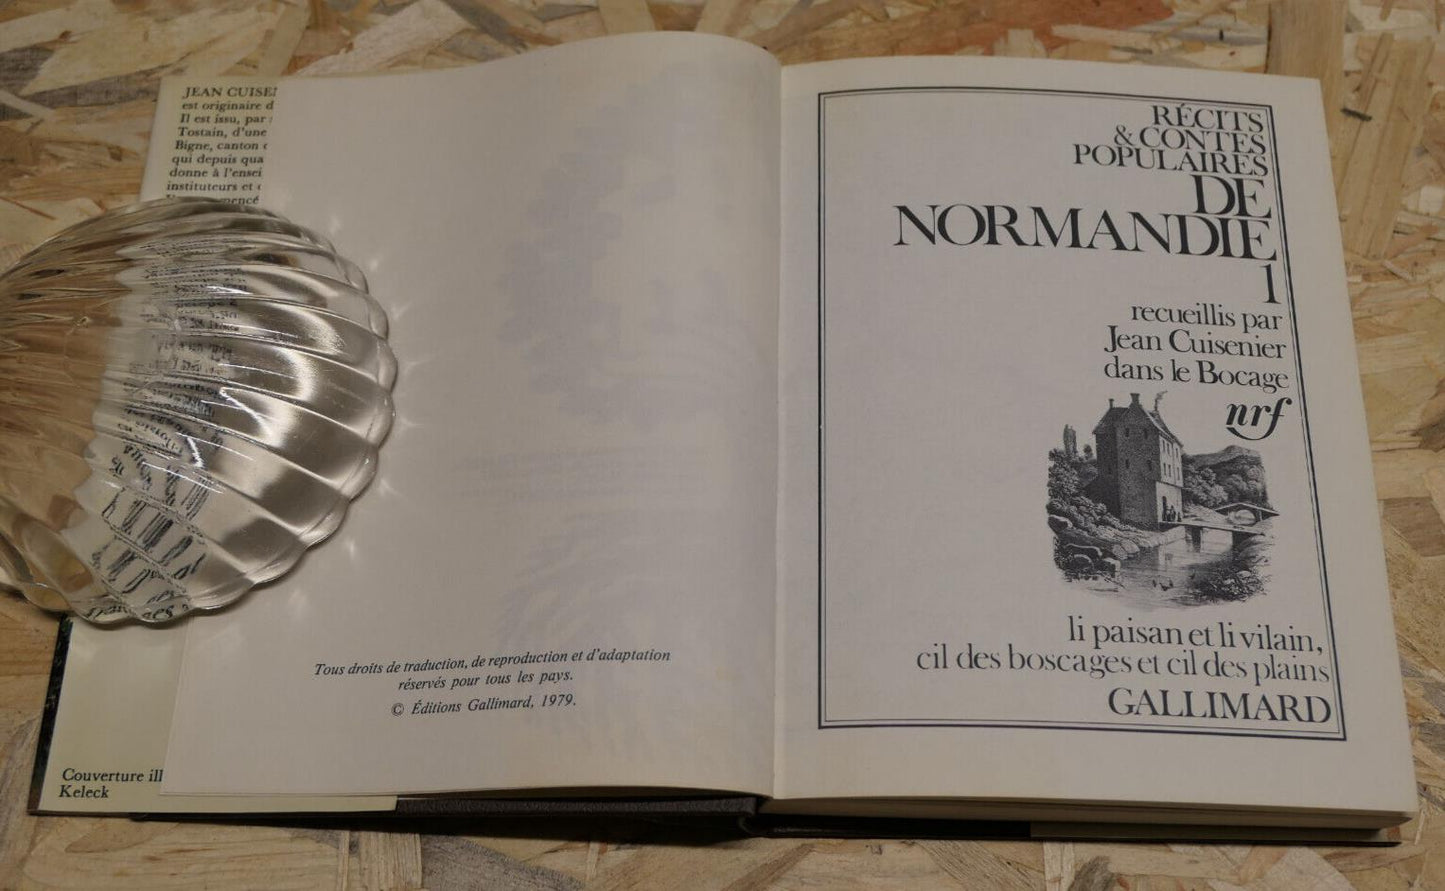 JEAN CUISE
est originaire d
Il est issu, par
Tostain, d'une
Bigne, canton
qui depuis qua
donne à l'ensei
instituteurs et
mencé
Couverture ill
Keleck
Tous droits de traduction, de reproduction et d'adaptation
réservés pour tous les pays.
© Éditions Gallimard, 1979.
RÉCITS
& CONTES
POPULAIRES
DE
NORMANDIE
1
recueillis par
Jean Cuisenier
dans le Bocage
nrf
li paisan et li vilain,
cil des boscages et cil des plains
GALLIMARD